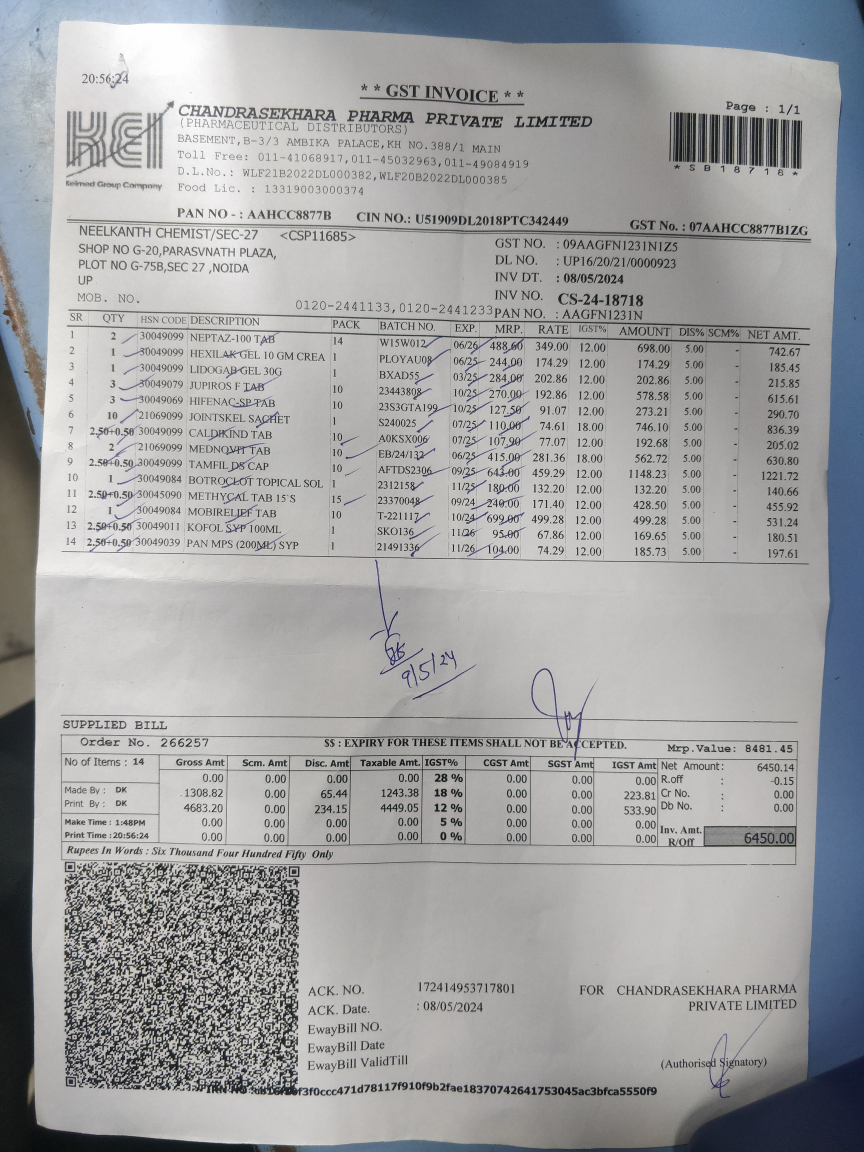 20:56:24
* * GST INVOICE * *
Page : 1/1
KEI
Keimed Group Company
CHANDRASEKHARA PHARMA PRIVATE LIMITED
(PHARMACEUTICAL DISTRIBUTORS)
BASEMENT,B-3/3 AMBIKA PALACE,KH NO.388/1 MAIN
Toll Free: 011-41068917,011-45032963,011-49084919
D.L.No.: WLF21B2022DL000382,WLF20B2022DL000385
Food Lic. : 13319003000374
*SB18718*
PAN NO - : AAHCC8877B CIN NO.: U51909DL2018PTC342449 GST No. : 07AAHCC8877B1ZG
NEELKANTH CHEMIST/SEC-27 <CSP11685>
SHOP NO G-20,PARASVNATH PLAZA,
PLOT NO G-75B,SEC 27 ,NOIDA
UP
MOB. NO. 0120-2441133,0120-2441233
GST NO. : 09AAGFN1231N1Z5
DL NO. : UP16/20/21/0000923
INV DT. : 08/05/2024
INV NO. CS-24-18718
PAN NO. : AAGFN1231N
SR QTY HSN CODE DESCRIPTION PACK BATCH NO. EXP. MRP. RATE IGST% AMOUNT DIS% SCM% NET AMT.
1 2 30049099 NEPTAZ-100 TAB 14 W15W012 06/26 488.60 349.00 12.00 698.00 5.00 - 742.67
2 1 30049099 HEXILAK GEL 10 GM CREA 1 PLOYAU08 06/25 244.00 174.29 12.00 174.29 5.00 - 185.45
3 1 30049099 LIDOGAB GEL 30G 1 BXAD55 03/25 284.00 202.86 12.00 202.86 5.00 - 215.85
4 3 30049079 JUPIROS F TAB 10 23443808 10/25 270.00 192.86 12.00 578.58 5.00 - 615.61
5 3 30049069 HIFENAC-SP TAB 10 23S3GTA199 10/25 127.50 91.07 12.00 273.21 5.00 - 290.70
6 10 21069099 JOINTSKEL SACHET 1 S240025 07/25 110.00 74.61 18.00 746.10 5.00 - 836.39
7 2.50+0.50 30049099 CALDIKIND TAB 10 A0KSX006 07/25 107.90 77.07 12.00 192.68 5.00 - 205.02
8 2 21069099 MEDNQVIT TAB 10 EB/24/132 06/25 415.00 281.36 18.00 562.72 5.00 - 630.80
9 2.50+0.50 30049099 TAMFIL DS CAP 10 AFTDS2306 09/25 643.00 459.29 12.00 1148.23 5.00 - 1221.72
10 1 30049084 BOTROCLOT TOPICAL SOL 1 2312158 11/25 180.00 132.20 12.00 132.20 5.00 - 140.66
11 2.50+0.50 30045090 METHYCAL TAB 15`S 15 23370048 09/24 240.00 171.40 12.00 428.50 5.00 - 455.92
12 1 30049084 MOBIRELIEF TAB 10 T-221117 10/24 699.00 499.28 12.00 499.28 5.00 - 531.24
13 2.50+0.50 30049011 KOFOL SYP 100ML 1 SKO136 11/26 95.00 67.86 12.00 169.65 5.00 - 180.51
14 2.50+0.50 30049039 PAN MPS (200ML) SYP 1 21491336 11/26 104.00 74.29 12.00 185.73 5.00 - 197.61
9/5/24
SUPPLIED BILL
Order No. 266257 $$ : EXPIRY FOR THESE ITEMS SHALL NOT BE ACCEPTED. Mrp.Value: 8481.45
No of Items : 14 Gross Amt Scm. Amt Disc. Amt Taxable Amt. IGST% CGST Amt SGST Amt IGST Amt Net Amount: 6450.14
0.00 0.00 0.00 0.00 28 % 0.00 0.00 0.00 R.off : -0.15
Made By : DK 1308.82 0.00 65.44 1243.38 18 % 0.00 0.00 223.81 Cr No. : 0.00
Print By : DK 4683.20 0.00 234.15 4449.05 12 % 0.00 0.00 533.90 Db No. : 0.00
Make Time : 1:48PM 0.00 0.00 0.00 0.00 5 % 0.00 0.00 0.00
Print Time : 20:56:24 0.00 0.00 0.00 0.00 0 % 0.00 0.00 0.00 Inv. Amt. R/Off 6450.00
Rupees In Words : Six Thousand Four Hundred Fifty Only
ACK. NO. 172414953717801
ACK. Date. : 08/05/2024
EwayBill NO.
EwayBill Date
EwayBill ValidTill
FOR CHANDRASEKHARA PHARMA
PRIVATE LIMITED
(Authorised Signatory)